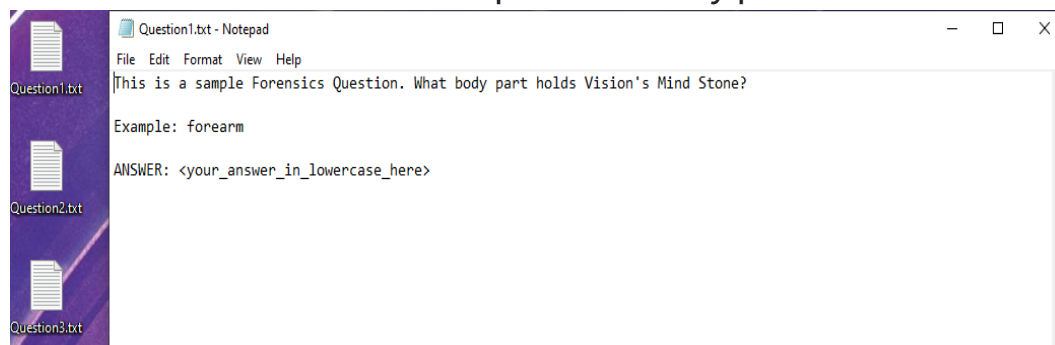 Question1.txt - Notepad
File Edit Format View Help
This is a sample Forensics Question. What body part holds Vision's Mind Stone?
Example: forearm
ANSWER: <your_answer_in_lowercase_here>
Question1.txt
Question2.txt
Question3.txt